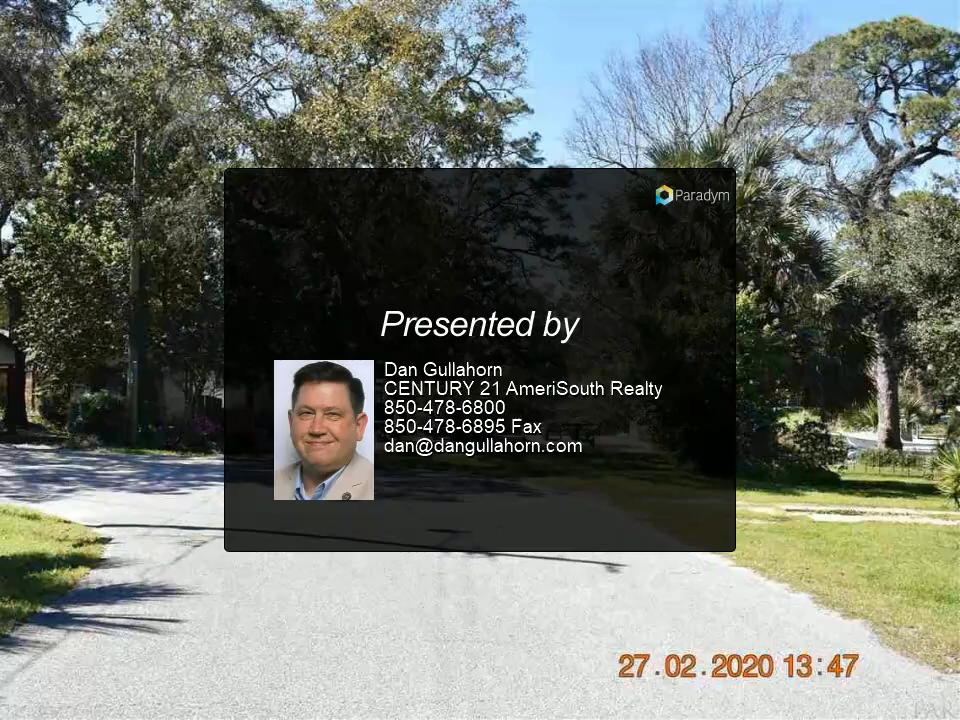 Paradym
Presented by
Dan Gullahorn
CENTURY 21 AmeriSouth Realty
850-478-6800
850-478-6895 Fax
dan@dangullahorn.com
27.02.2020 13:47
PAR